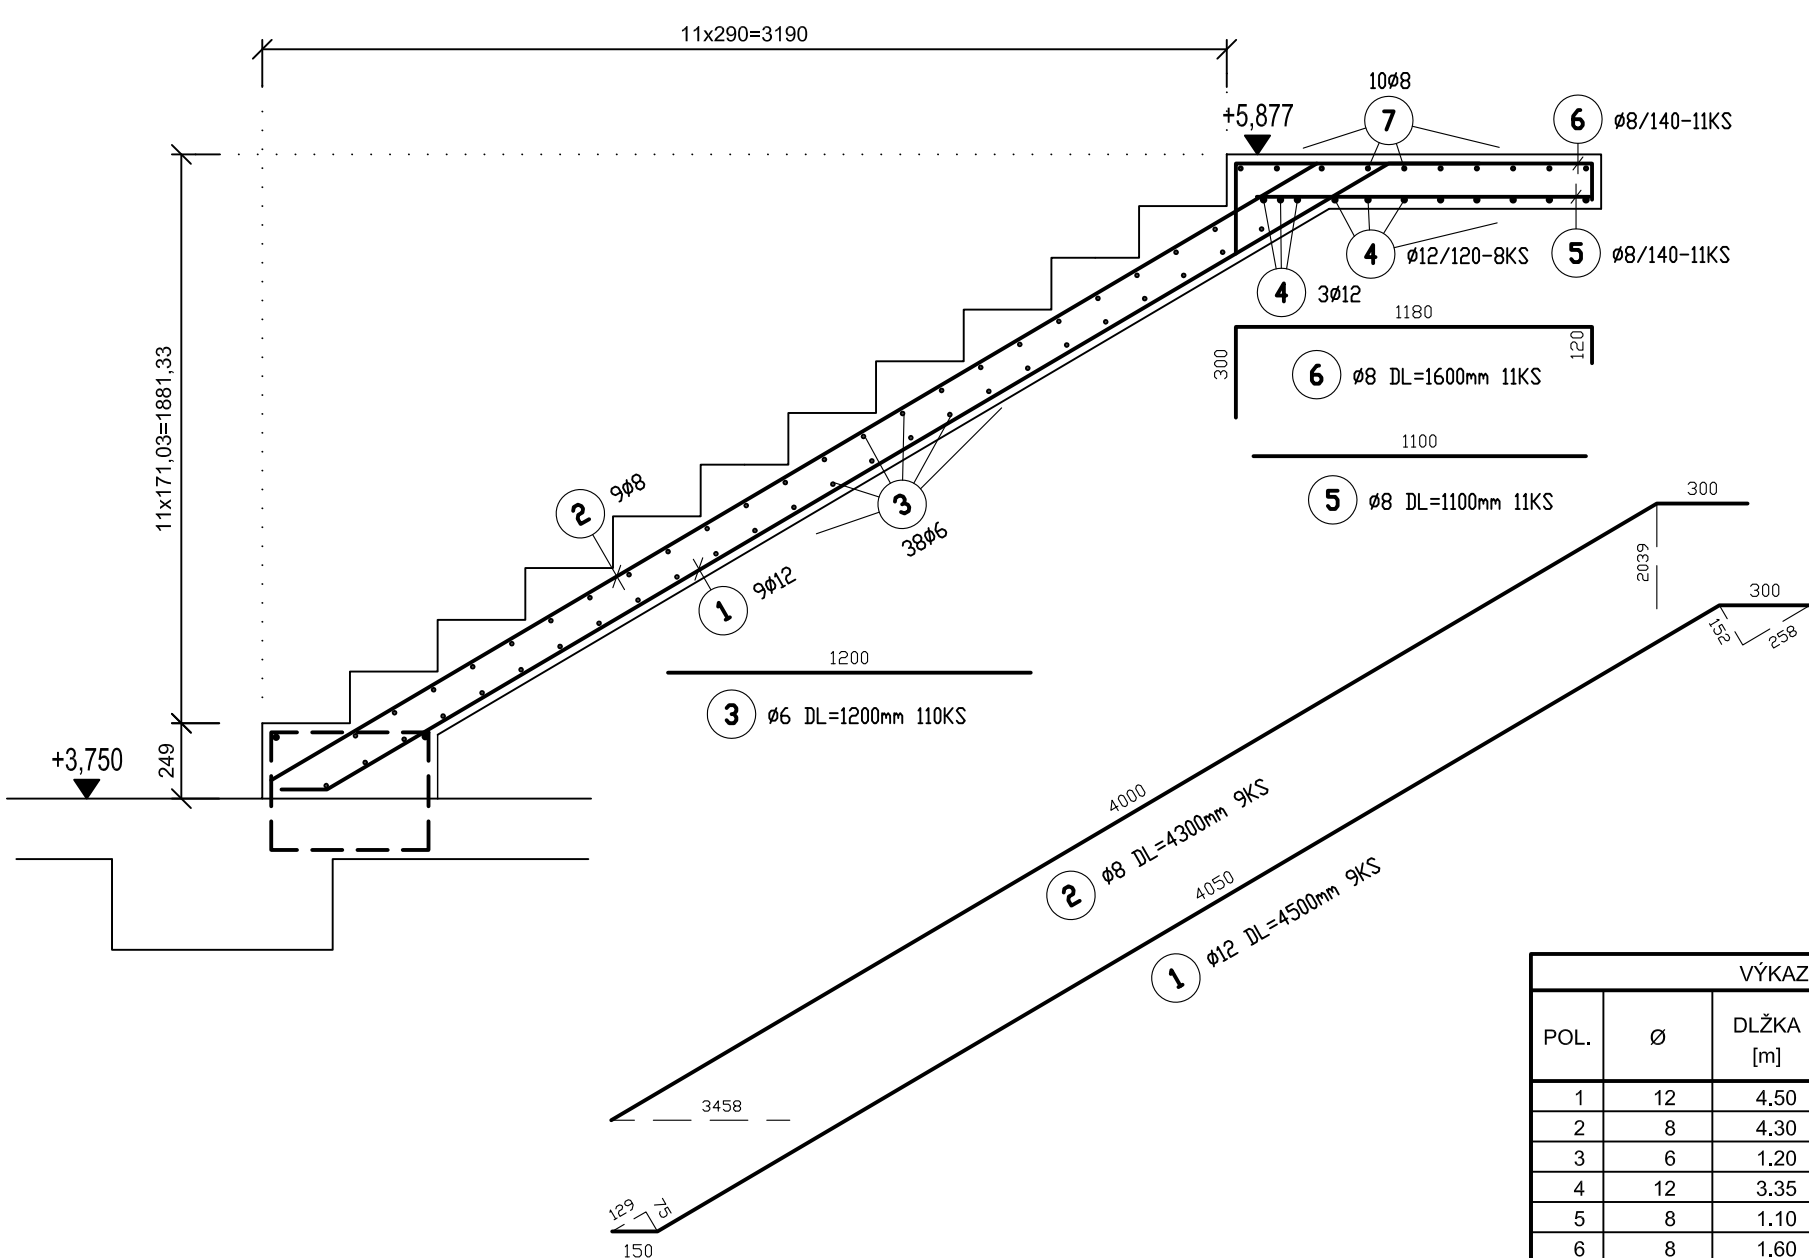 11x290=3190
10ø8
7
+5,877
6 ø8/140-11KS
4 ø12/120-8KS
5 ø8/140-11KS
4 3ø12
1180
300
120
6 ø8 DL=1600mm 11KS
1100
5 ø8 DL=1100mm 11KS
11x171,03=1881,33
2 9ø8
3
38ø6
1 9ø12
300
2039
300
152
258
1200
3 ø6 DL=1200mm 110KS
+3,750
249
4000
2 ø8 DL=4300mm 9KS
4050
1 ø12 DL=4500mm 9KS
3458
129
75
150
VÝKAZ
POL. Ø DLŽKA
[m]
1 12 4.50
2 8 4.30
3 6 1.20
4 12 3.35
5 8 1.10
6 8 1.60